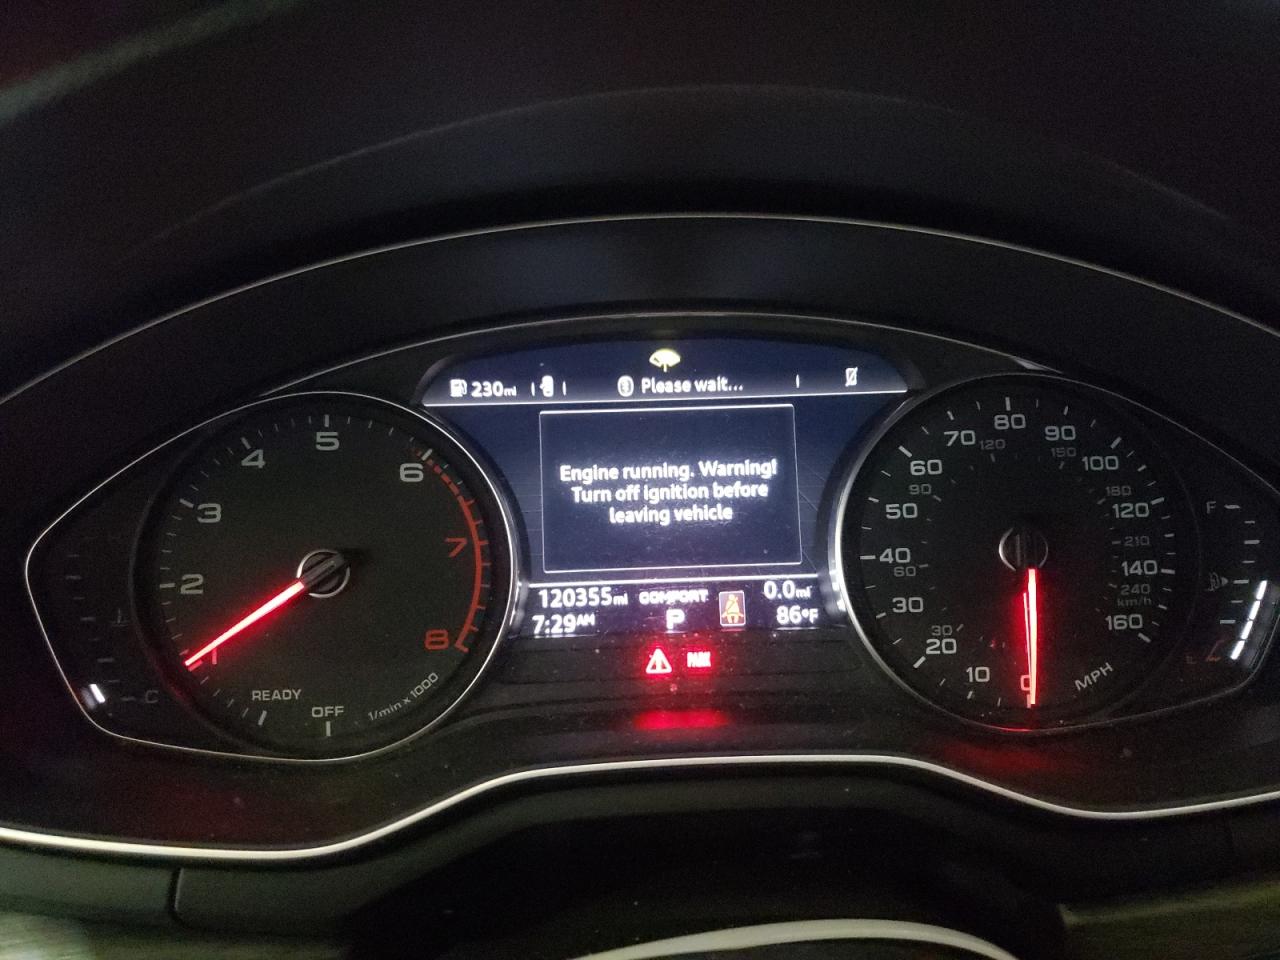 230mi
Please wait...
Engine running. Warning!
Turn off ignition before
leaving vehicle
120355mi COMFORT 0.0mi
7:29AM P 86°F
PARK
1
2
3
4
5
6
7
8
READY
OFF
1/min x 1000
C
0
10
20
30
40
50
60
70
80
90
100
120
140
160
MPH
30
60
90
120
150
180
210
240
km/h
F
E